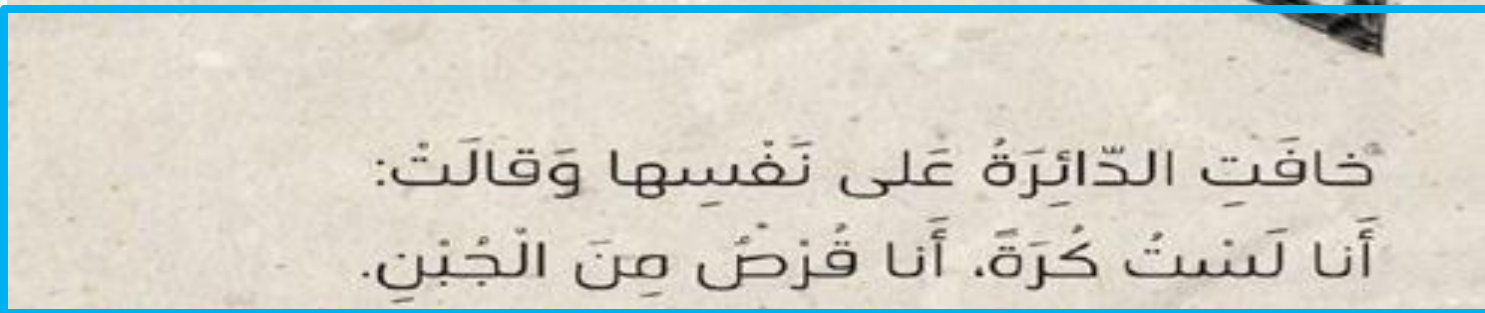 خافَتِ الدّائِرَةُ عَلى نَفْسِها وَقالَتْ:
أَنا لَسْتُ كُرَةً. أَنا قُرْصٌ مِنَ الْجُبْنِ.